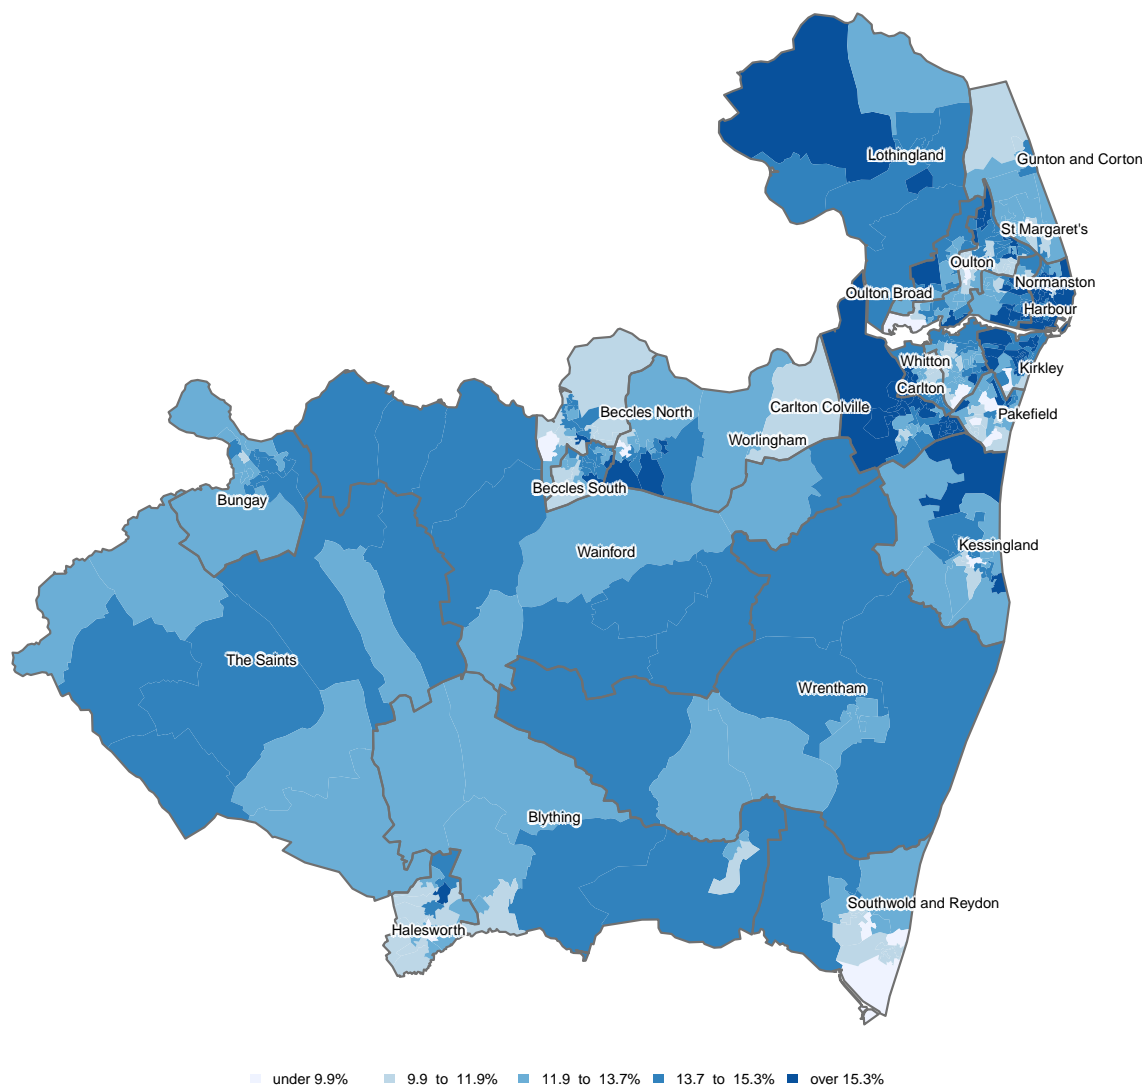 Lothingland
Gunton and Corton
St Margaret's
Oulton
Normanston
Oulton Broad
Harbour
Whitton
Kirkley
Carlton
Carlton Colville
Beccles North
Pakefield
Worlingham
Beccles South
Bungay
Kessingland
Wainford
The Saints
Wrentham
Blything
Southwold and Reydon
Halesworth
under 9.9% 9.9 to 11.9% 11.9 to 13.7% 13.7 to 15.3% over 15.3%